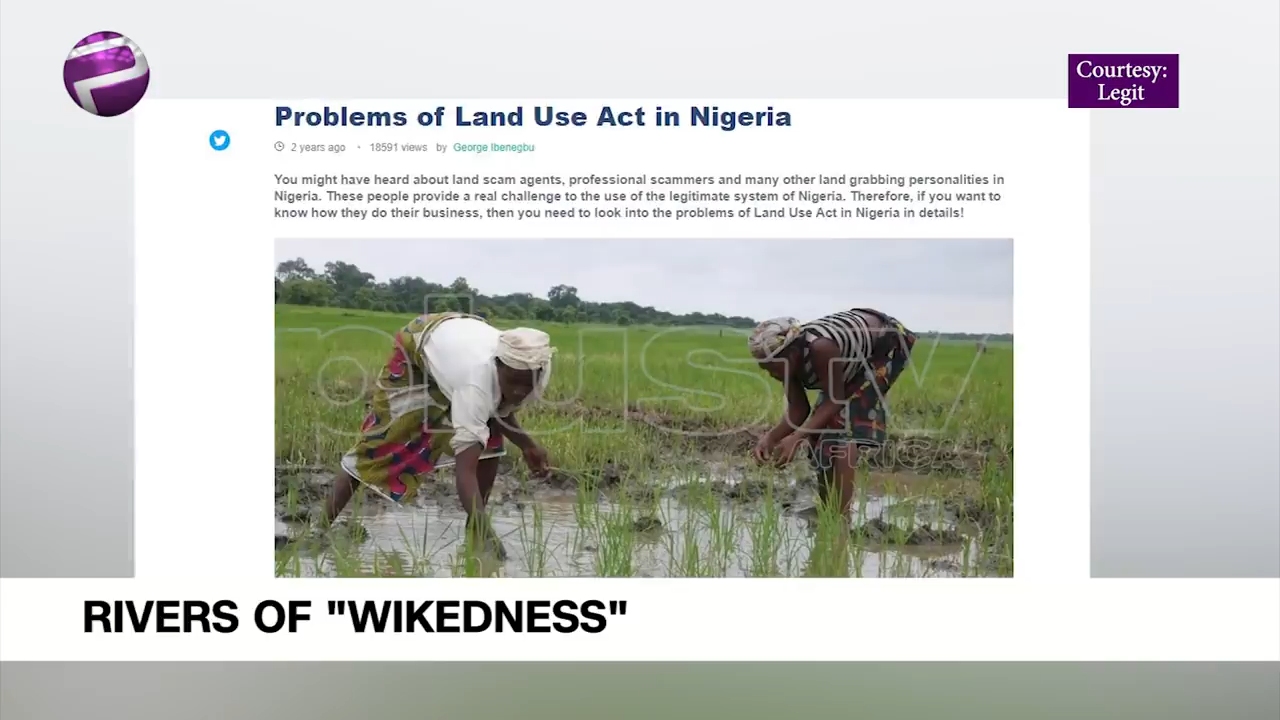 Courtesy:
Legit
Problems of Land Use Act in Nigeria
2 years ago • 18591 views by George Ibenegbu
You might have heard about land scam agents, professional scammers and many other land grabbing personalities in
Nigeria. These people provide a real challenge to the use of the legitimate system of Nigeria. Therefore, if you want to
know how they do their business, then you need to look into the problems of Land Use Act in Nigeria in details!
plustv
AFRICA
RIVERS OF "WIKEDNESS"